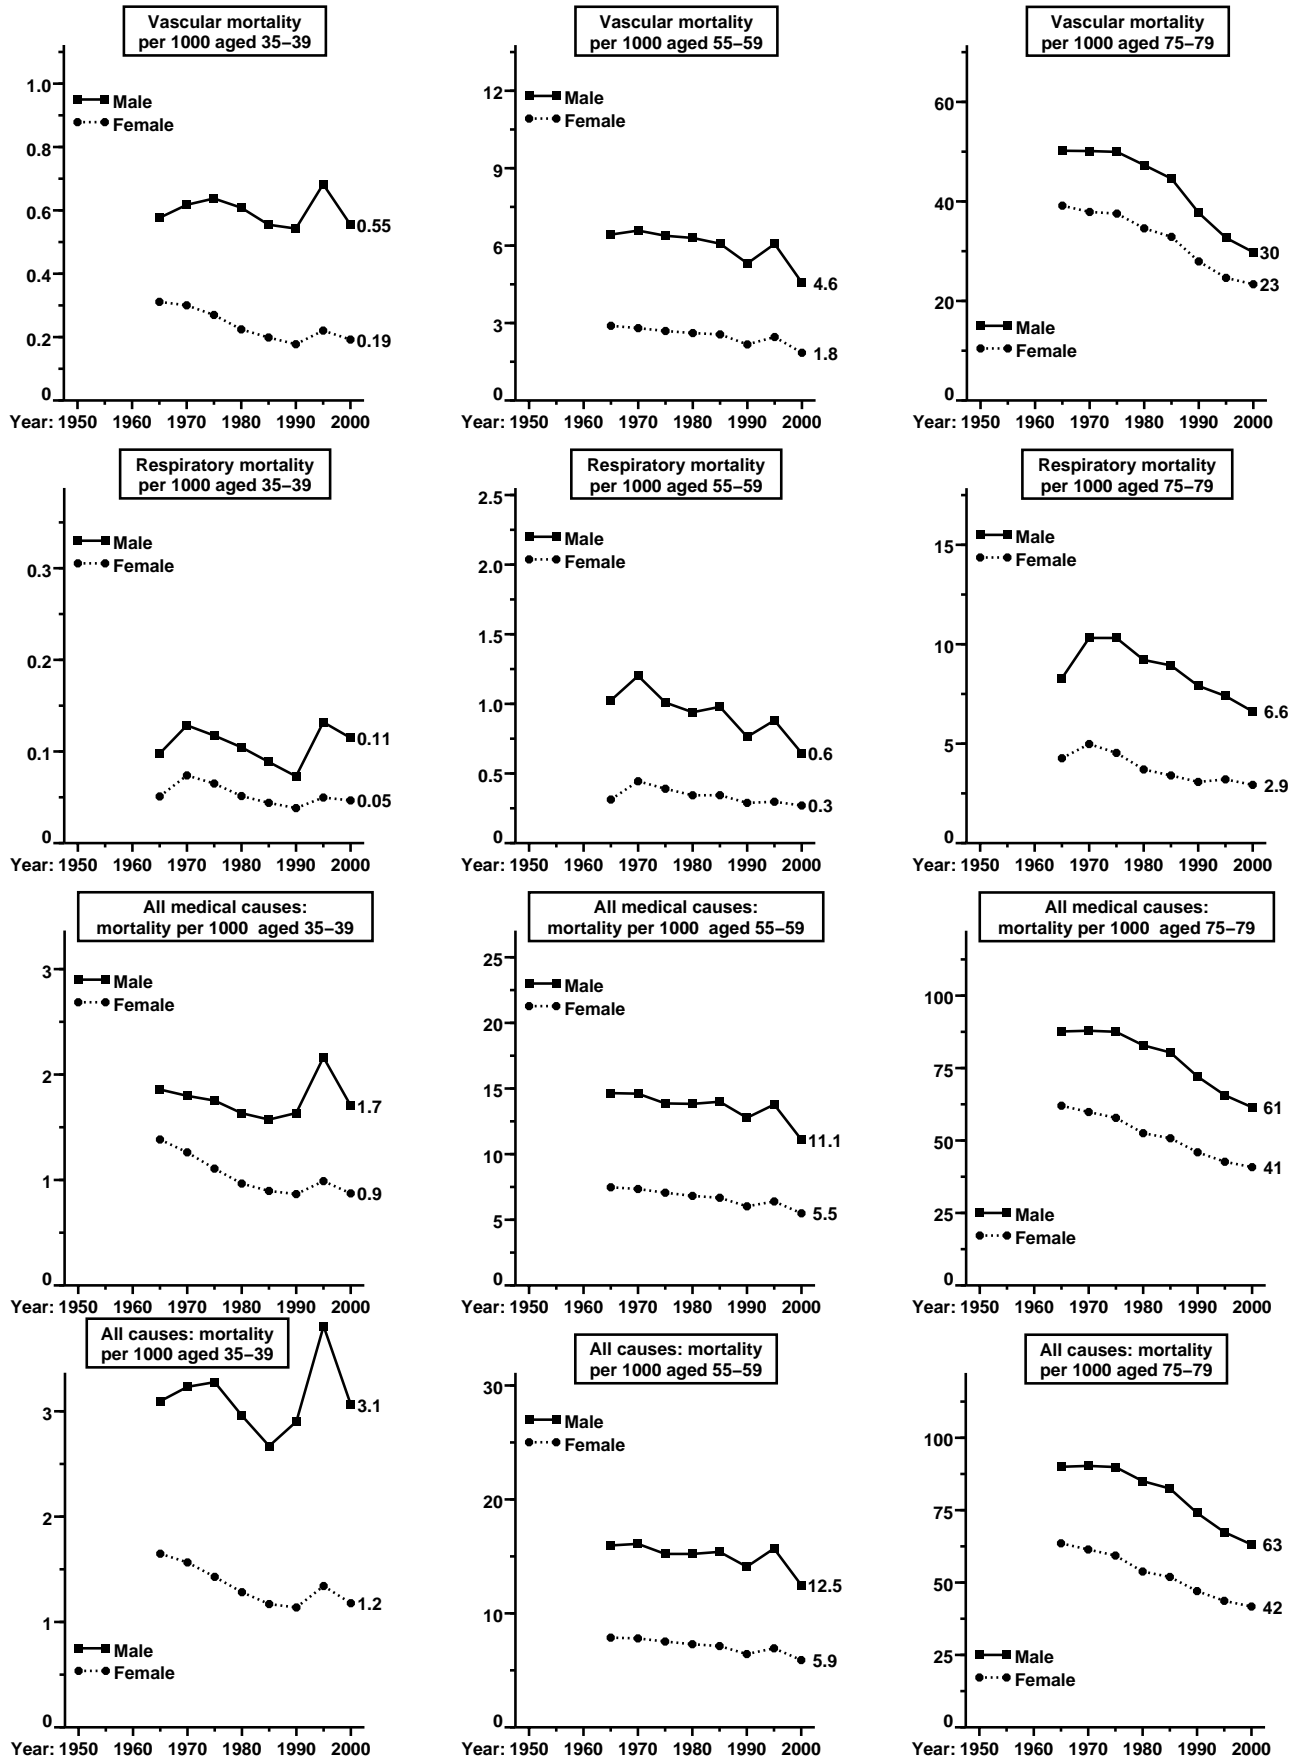 Vascular mortality
per 1000 aged 35–39
1.0
0.8
0.6
0.4
0.2
0
Male
Female
0.55
0.19
Year: 1950 1960 1970 1980 1990 2000
Vascular mortality
per 1000 aged 55–59
12
9
6
3
0
Male
Female
4.6
1.8
Year: 1950 1960 1970 1980 1990 2000
Vascular mortality
per 1000 aged 75–79
60
40
20
0
30
23
Male
Female
Year: 1950 1960 1970 1980 1990 2000
Respiratory mortality
per 1000 aged 35–39
0.3
0.2
0.1
0
Male
Female
0.11
0.05
Year: 1950 1960 1970 1980 1990 2000
Respiratory mortality
per 1000 aged 55–59
2.5
2.0
1.5
1.0
0.5
0
Male
Female
0.6
0.3
Year: 1950 1960 1970 1980 1990 2000
Respiratory mortality
per 1000 aged 75–79
15
10
5
0
Male
Female
6.6
2.9
Year: 1950 1960 1970 1980 1990 2000
All medical causes:
mortality per 1000 aged 35–39
3
2
1
0
Male
Female
1.7
0.9
Year: 1950 1960 1970 1980 1990 2000
All medical causes:
mortality per 1000 aged 55–59
25
20
15
10
5
0
Male
Female
11.1
5.5
Year: 1950 1960 1970 1980 1990 2000
All medical causes:
mortality per 1000 aged 75–79
100
75
50
25
0
61
41
Male
Female
Year: 1950 1960 1970 1980 1990 2000
All causes: mortality
per 1000 aged 35–39
3
2
1
0
3.1
1.2
Male
Female
Year: 1950 1960 1970 1980 1990 2000
All causes: mortality
per 1000 aged 55–59
30
20
10
0
Male
Female
12.5
5.9
Year: 1950 1960 1970 1980 1990 2000
All causes: mortality
per 1000 aged 75–79
100
75
50
25
0
63
42
Male
Female
Year: 1950 1960 1970 1980 1990 2000